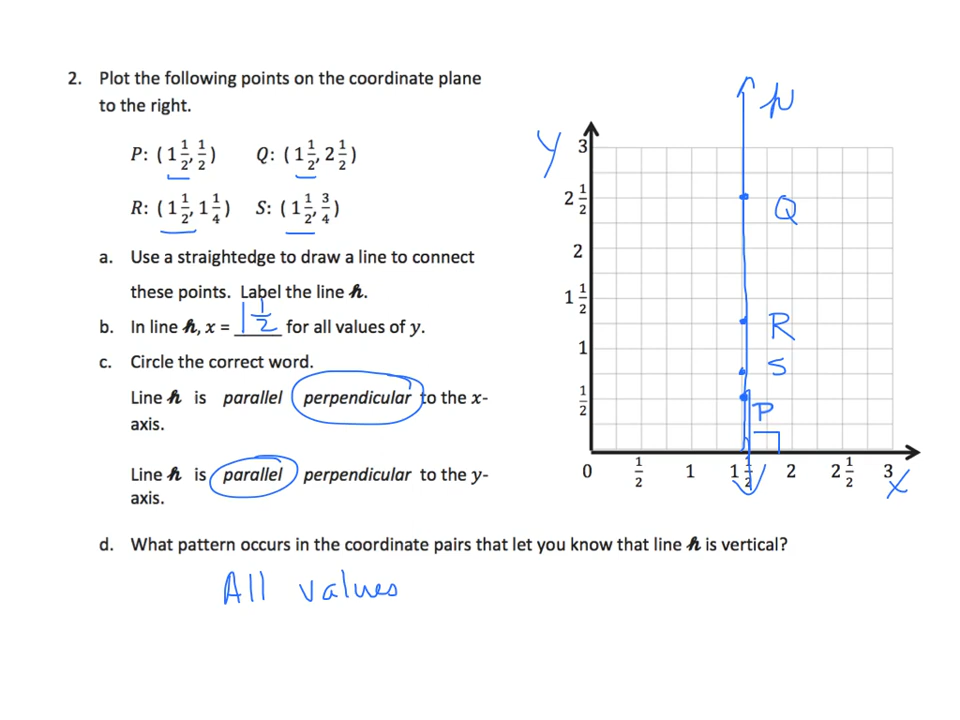 2. Plot the following points on the coordinate plane
to the right.
P: (1 1/2, 1/2) Q: (1 1/2, 2 1/2)
R: (1 1/2, 1 1/4) S: (1 1/2, 3/4)
a. Use a straightedge to draw a line to connect
these points. Label the line 𝒽.
b. In line 𝒽, x = 1 1/2 for all values of y.
c. Circle the correct word.
Line 𝒽 is parallel perpendicular to the x-
axis.
Line 𝒽 is parallel perpendicular to the y-
axis.
d. What pattern occurs in the coordinate pairs that let you know that line 𝒽 is vertical?
All values
h
y
3
2 1/2
Q
2
1 1/2
R
1
S
1/2
P
0 1/2 1 1 1/2 2 2 1/2 3
x